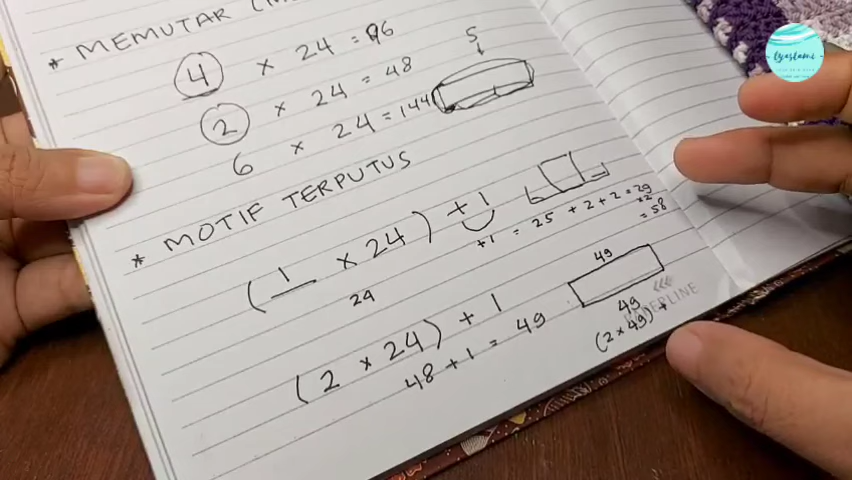 * MEMUTAR
4 × 24 = 96
2 × 24 = 48
6 × 24 = 144
5
* MOTIF TERPUTUS
(1 × 24) + 1
24
+1 = 25 + 2 + 2 = 29
×2
= 58
(2 × 24) + 1
48 + 1 = 49
49
49
(2 × 49) +